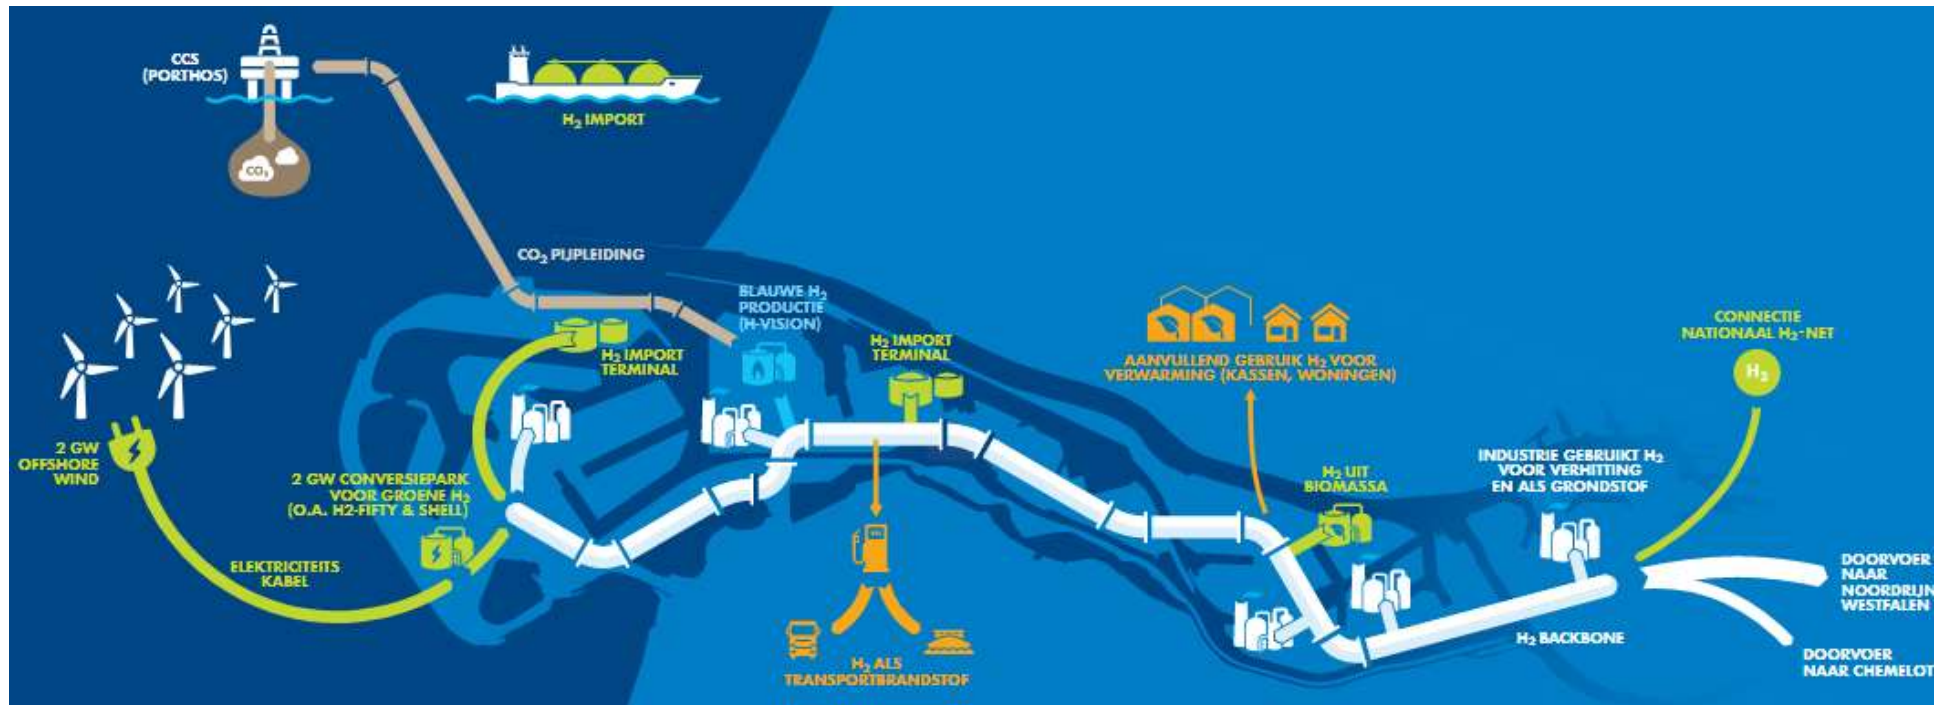 CCS
(PORTHOS)
CO₂
H₂ IMPORT
CO₂ PIJPLEIDING
BLAUWE H₂
PRODUCTIE
(H-VISION)
H₂ IMPORT
TERMINAL
H₂ IMPORT
TERMINAL
AANVULLEND GEBRUIK H₂ VOOR
VERWARMING (KASSEN, WONINGEN)
CONNECTIE
NATIONAAL H₂-NET
H₂
2 GW
OFFSHORE
WIND
2 GW CONVERSIEPARK
VOOR GROENE H₂
(O.A. H2-FIFTY & SHELL)
ELEKTRICITEITS
KABEL
H₂ UIT
BIOMASSA
INDUSTRIE GEBRUIKT H₂
VOOR VERHITTING
EN ALS GRONDSTOF
H₂ ALS
TRANSPORTBRANDSTOF
H₂ BACKBONE
DOORVOER
NAAR
NOORDRIJN
WESTFALEN
DOORVOER
NAAR CHEMELOT